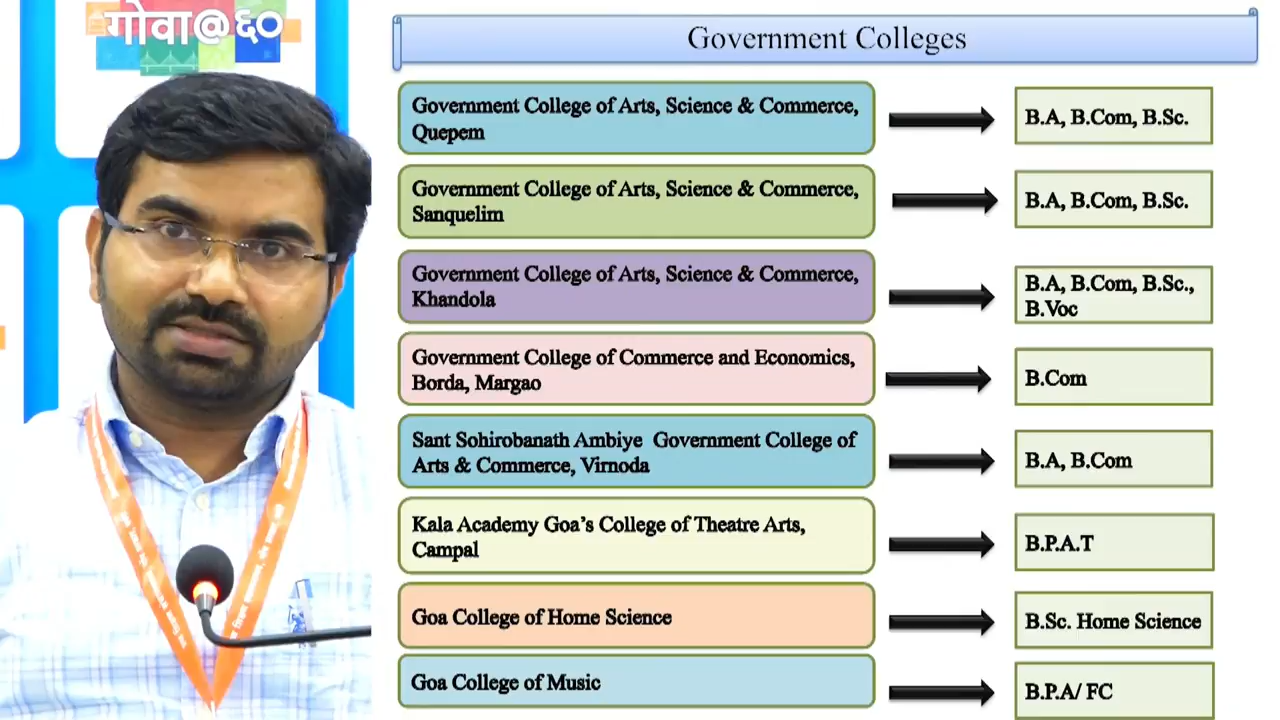 गोवा@६०
Government Colleges
Government College of Arts, Science & Commerce,
Quepem
B.A, B.Com, B.Sc.
Government College of Arts, Science & Commerce,
Sanquelim
B.A, B.Com, B.Sc.
Government College of Arts, Science & Commerce,
Khandola
B.A, B.Com, B.Sc.,
B.Voc
Government College of Commerce and Economics,
Borda, Margao
B.Com
Sant Sohirobanath Ambiye Government College of
Arts & Commerce, Virnoda
B.A, B.Com
Kala Academy Goa’s College of Theatre Arts,
Campal
B.P.A.T
Goa College of Home Science
B.Sc. Home Science
Goa College of Music
B.P.A/ FC